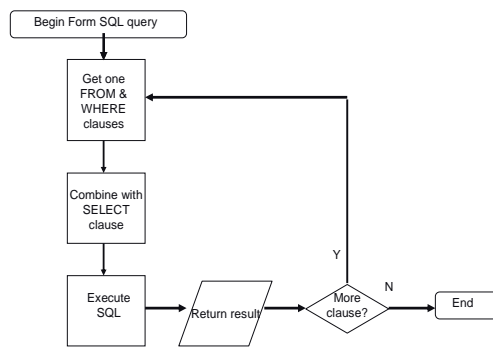 Begin Form SQL query
Get one
FROM &
WHERE
clauses
Combine with
SELECT
clause
Execute
SQL
Return result
More
clause?
Y
N
End